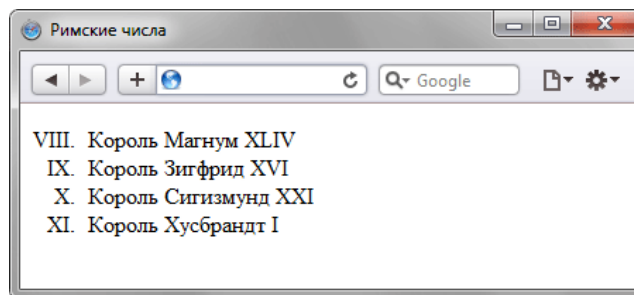 Римские числа
Google
VIII. Король Магнум XLIV
IX. Король Зигфрид XVI
X. Король Сигизмунд XXI
XI. Король Хусбрандт I